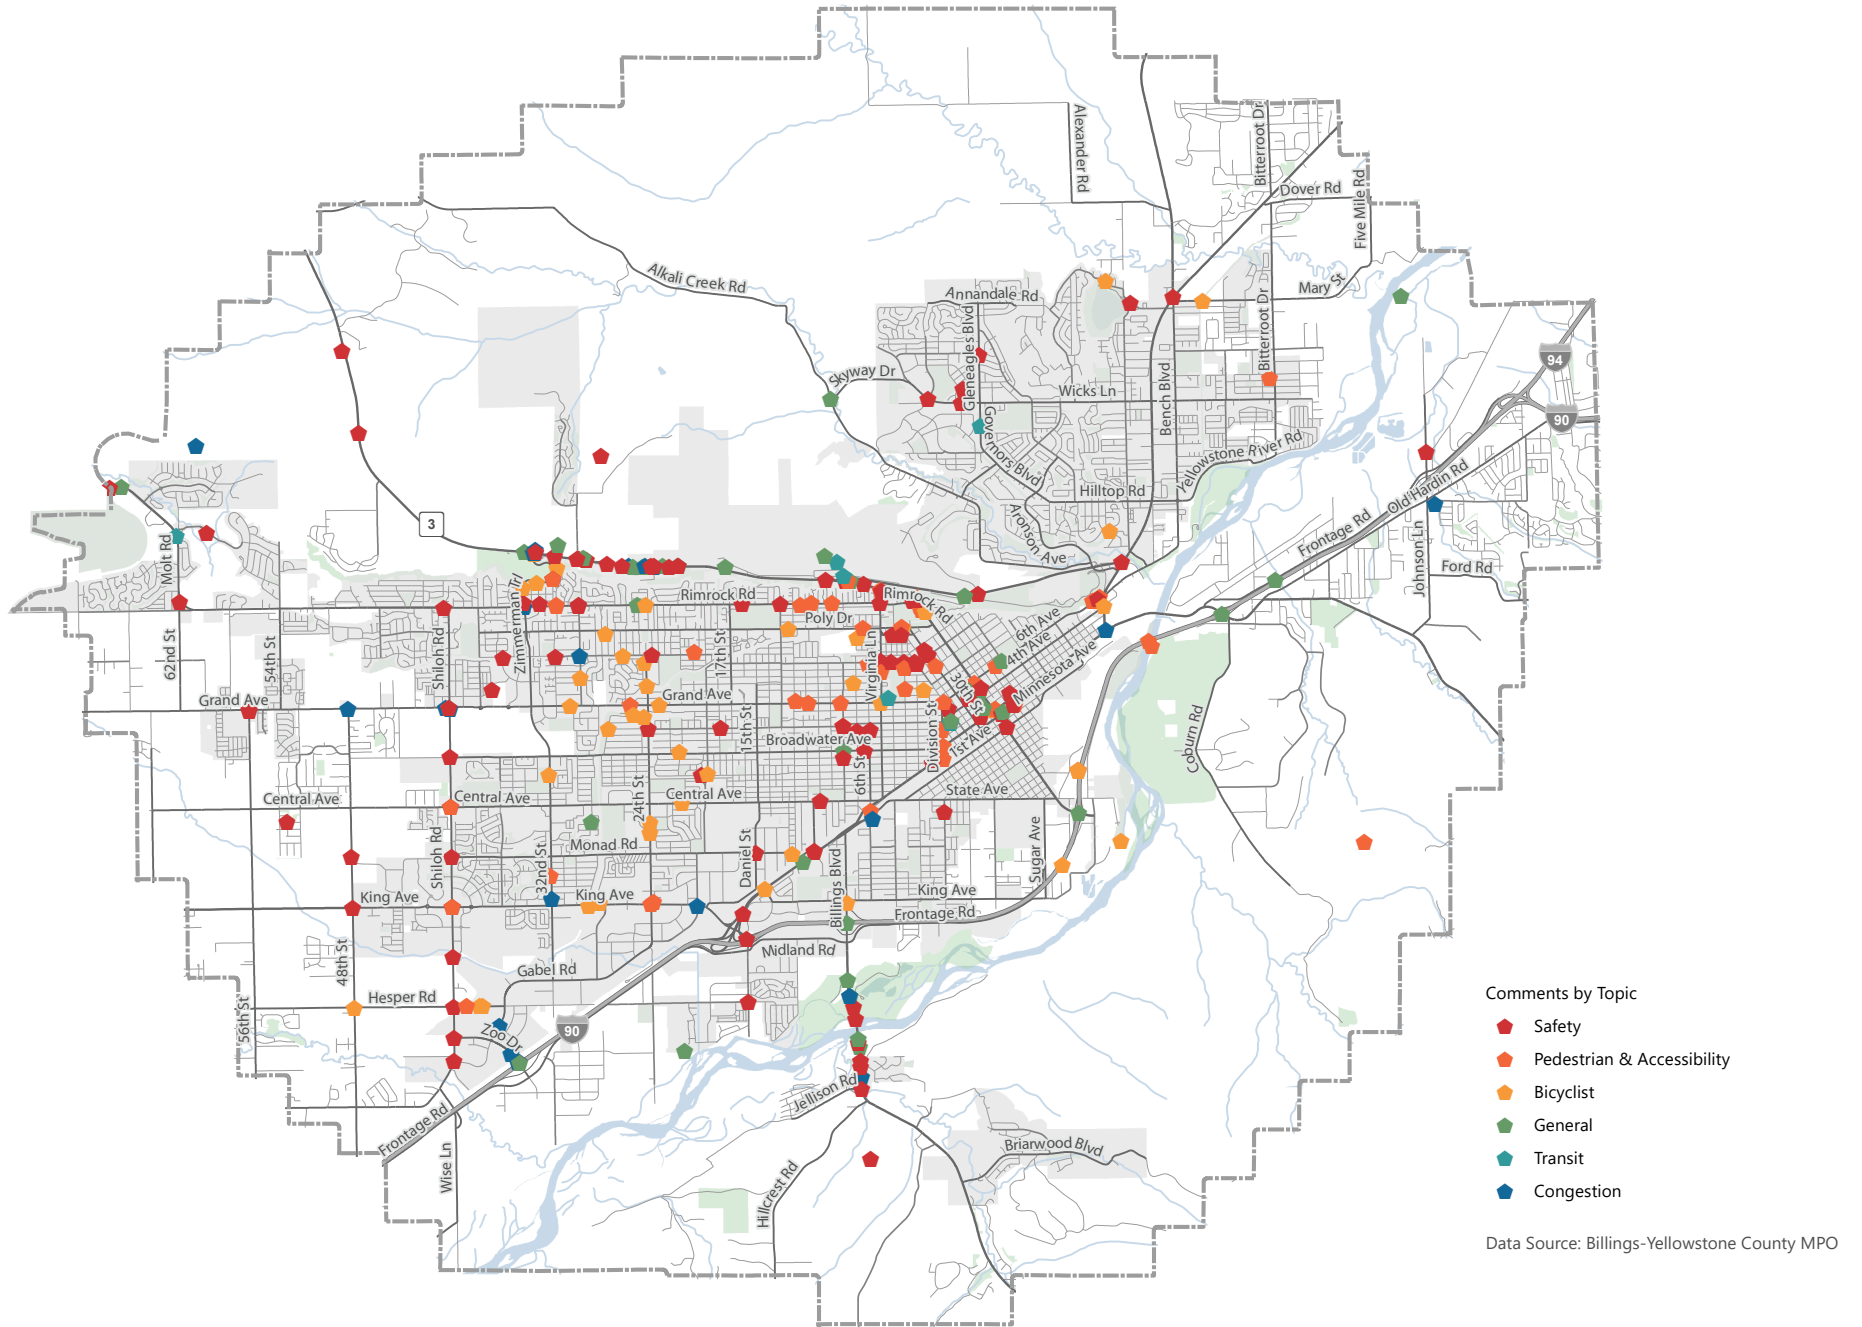 Alexander Rd
Bitterroot Dr
Dover Rd
Five Mile Rd
Alkali Creek Rd
Annandale Rd
Mary St
Bitterroot Dr
Gleneagles Blvd
94
Skyway Dr
Wicks Ln
Bench Blvd
90
Governors Blvd
Yellowstone River Rd
Hilltop Rd
Old Hardin Rd
3
Aronson Ave
Frontage Rd
Johnson Ln
Ford Rd
Molt Rd
Zimmerman Trl
Rimrock Rd
Rimrock Rd
Poly Dr
6th Ave
4th Ave
Minnesota Ave
62nd St
54th St
Shiloh Rd
17th St
Virginia Ln
Grand Ave
Grand Ave
30th St
15th St
Broadwater Ave
Division St
1st Ave
Coburn Rd
6th St
Central Ave
Central Ave
Central Ave
State Ave
24th St
Monad Rd
Shiloh Rd
Daniel St
Sugar Ave
32nd St
Billings Blvd
King Ave
King Ave
King Ave
Frontage Rd
Midland Rd
48th St
Gabel Rd
Hesper Rd
56th St
Zoo Dr
90
Jellison Rd
Frontage Rd
Wise Ln
Briarwood Blvd
Hillcrest Rd
Comments by Topic
Safety
Pedestrian & Accessibility
Bicyclist
General
Transit
Congestion
Data Source: Billings-Yellowstone County MPO